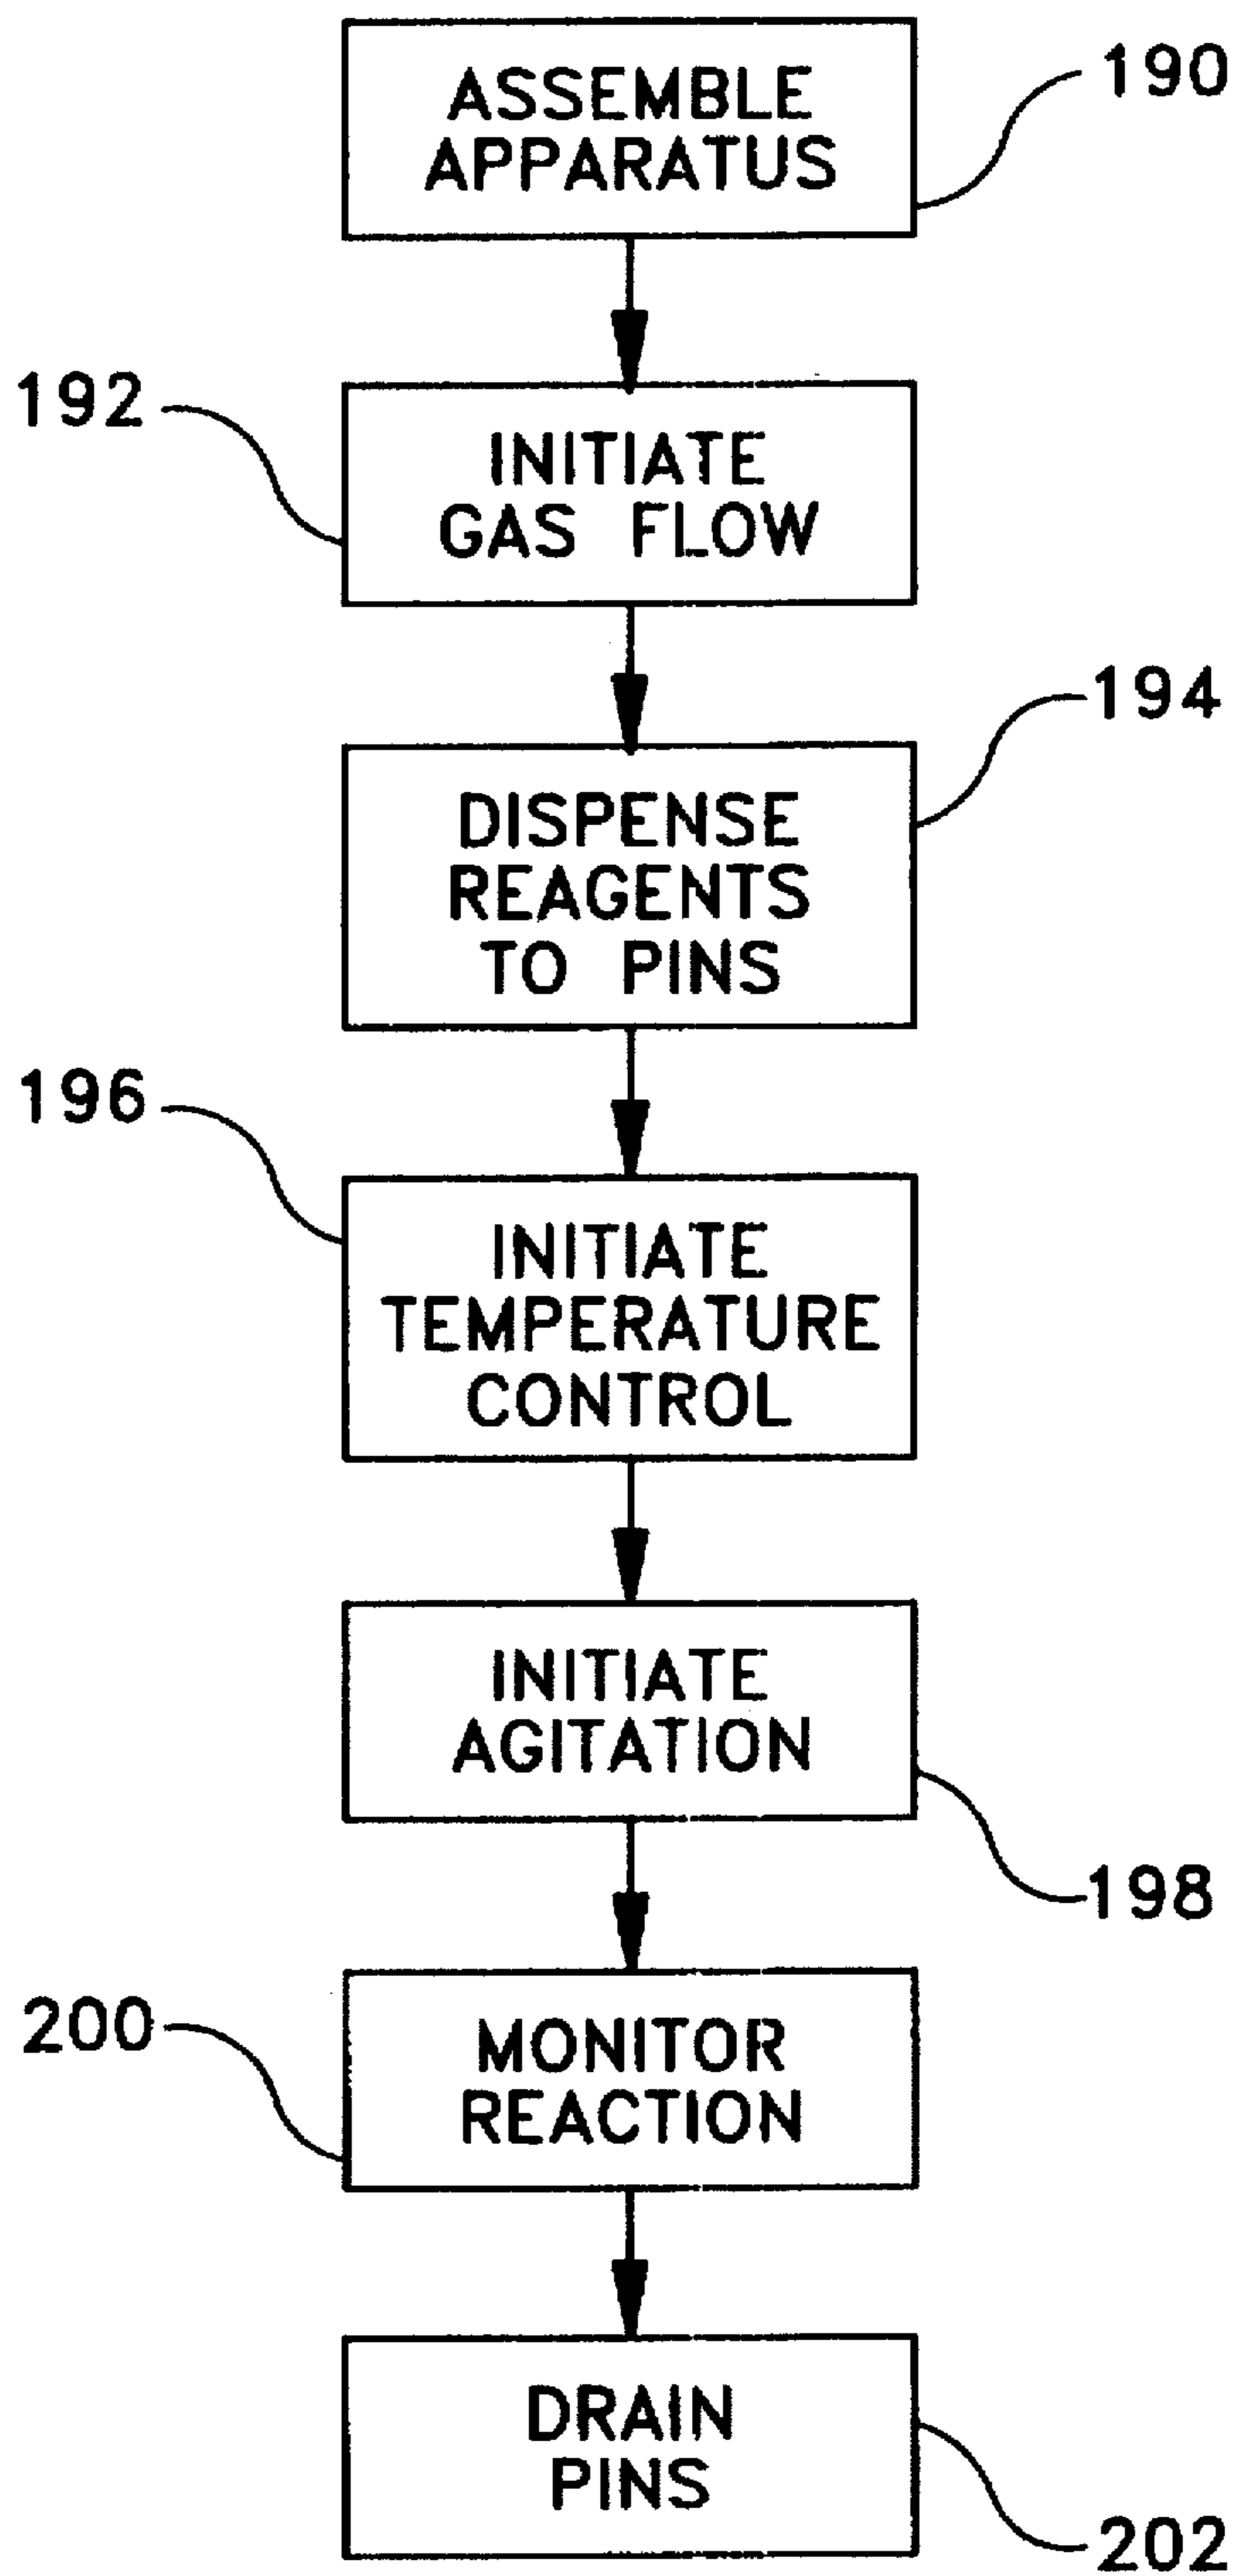 ASSEMBLE
APPARATUS
190
INITIATE
GAS FLOW
192
DISPENSE
REAGENTS
TO PINS
194
INITIATE
TEMPERATURE
CONTROL
196
INITIATE
AGITATION
198
MONITOR
REACTION
200
DRAIN
PINS
202